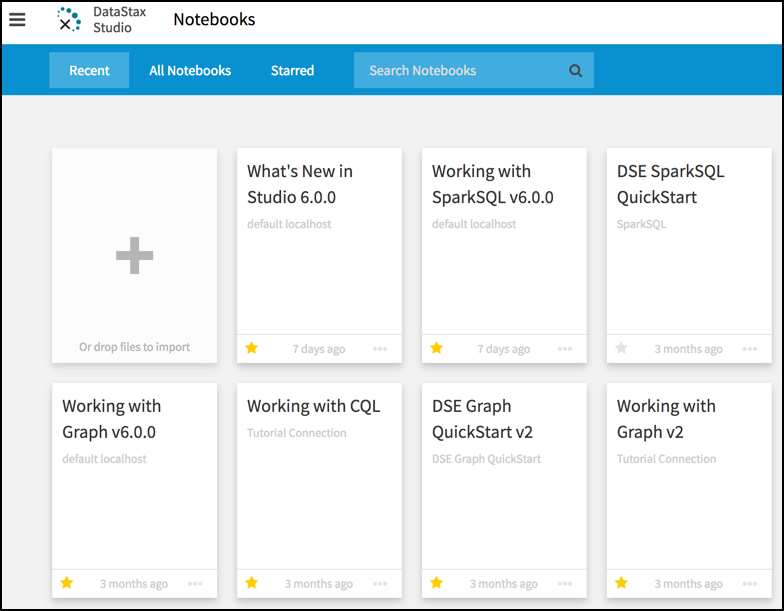 DataStax
Studio
Notebooks
Recent
All Notebooks
Starred
Search Notebooks
Or drop files to import
What's New in
Studio 6.0.0
default localhost
7 days ago
Working with
SparkSQL v6.0.0
default localhost
7 days ago
DSE SparkSQL
QuickStart
SparkSQL
3 months ago
Working with
Graph v6.0.0
default localhost
3 months ago
Working with CQL
Tutorial Connection
3 months ago
DSE Graph
QuickStart v2
DSE Graph QuickStart
3 months ago
Working with
Graph v2
Tutorial Connection
3 months ago